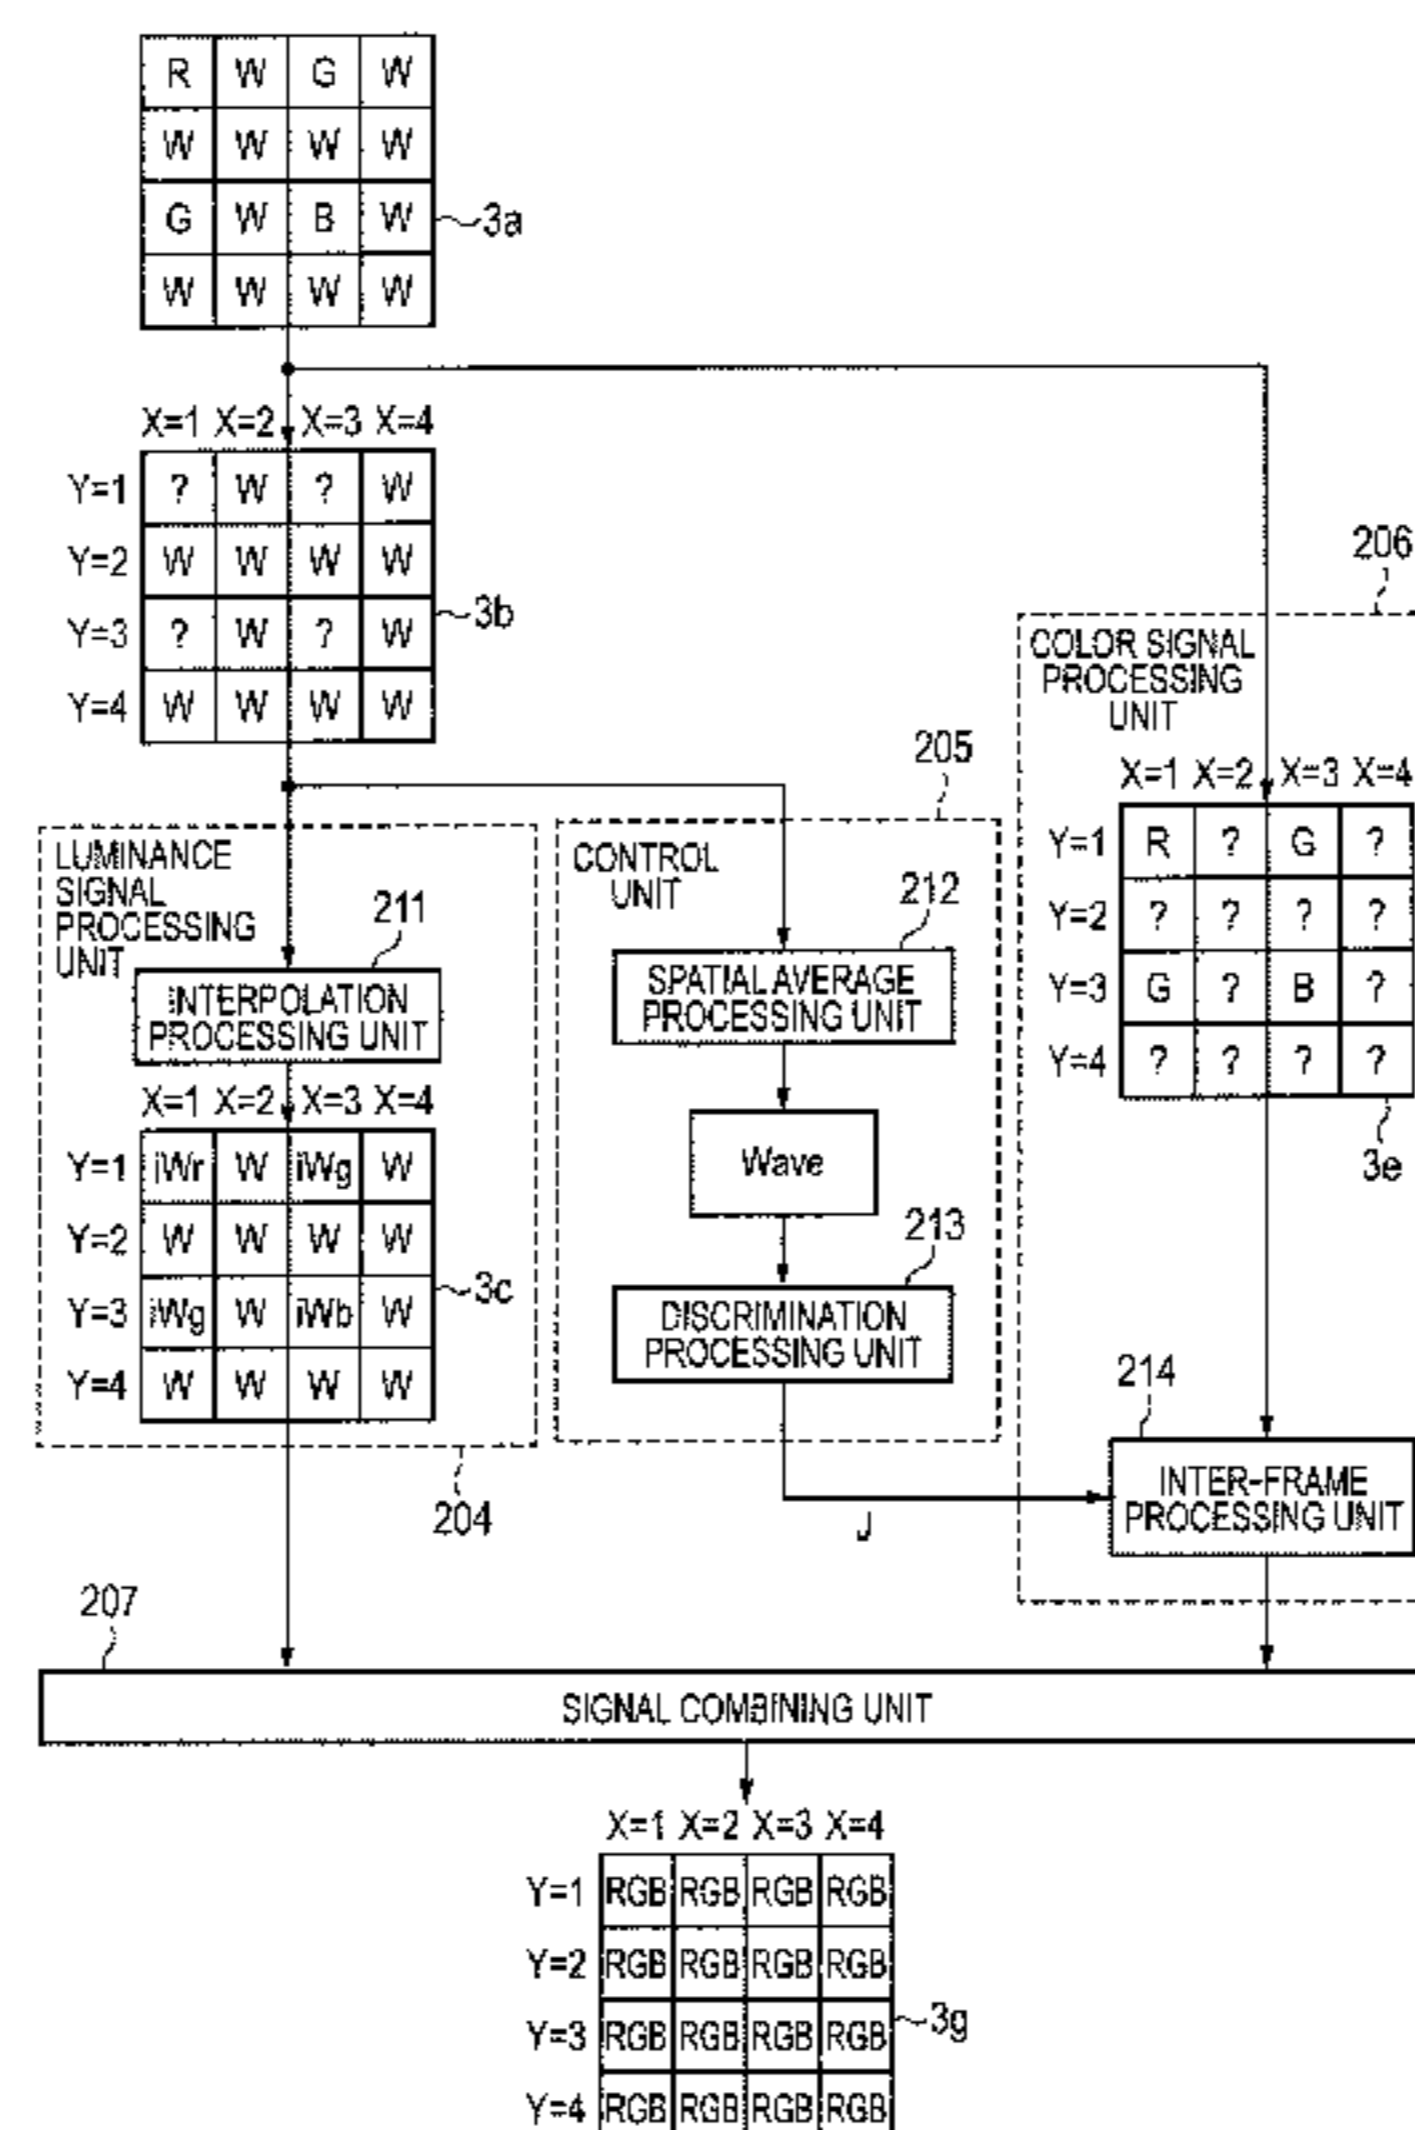 R W G W
W W W W
G W B W
3a
W W W W
X=1 X=2 X=3 X=4
Y=1 ? W ? W
Y=2 W W W W
3b
Y=3 ? W ? W
Y=4 W W W W
206
COLOR SIGNAL
PROCESSING
UNIT
X=1 X=2 X=3 X=4
Y=1 R ? G ?
Y=2 ? ? ? ?
Y=3 G ? B ?
Y=4 ? ? ? ?
3e
205
LUMINANCE
SIGNAL
PROCESSING
UNIT
211
INTERPOLATION
PROCESSING UNIT
X=1 X=2 X=3 X=4
Y=1 iWr W iWg W
Y=2 W W W W
3c
Y=3 iWg W iWb W
Y=4 W W W W
204
CONTROL
UNIT
212
SPATIAL AVERAGE
PROCESSING UNIT
Wave
213
DISCRIMINATION
PROCESSING UNIT
J
214
INTER-FRAME
PROCESSING UNIT
207
SIGNAL COMBINING UNIT
X=1 X=2 X=3 X=4
Y=1 RGB RGB RGB RGB
Y=2 RGB RGB RGB RGB
Y=3 RGB RGB RGB RGB
3g
Y=4 RGB RGB RGB RGB